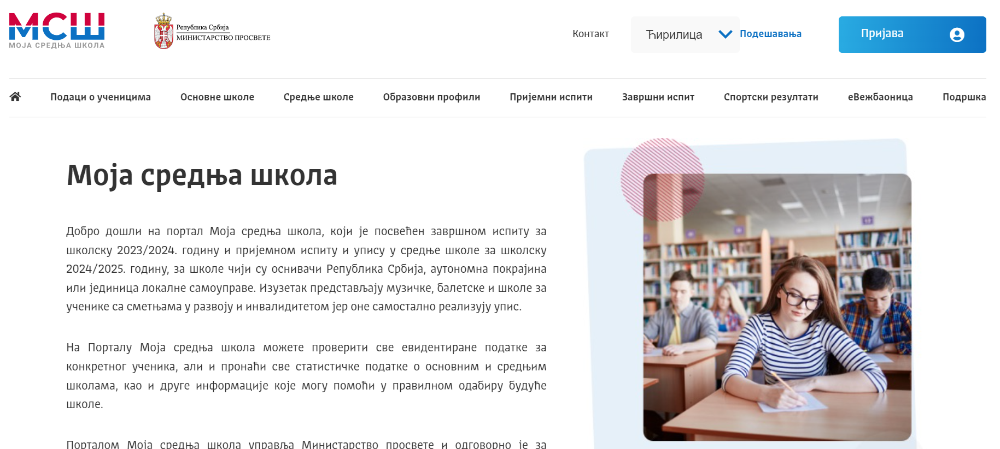 МСШ
МОЈА СРЕДЊА ШКОЛА
Република Србија
МИНИСТАРСТВО ПРОСВЕТЕ
Контакт
Ћирилица
Подешавања
Пријава
Подаци о ученицима
Основне школе
Средње школе
Образовни профили
Пријемни испити
Завршни испит
Спортски резултати
еВежбаоница
Подршка
Моја средња школа
Добро дошли на портал Моја средња школа, који је посвећен завршном испиту за
школску 2023/2024. годину и пријемном испиту и упису у средње школе за школску
2024/2025. годину, за школе чији су оснивачи Република Србија, аутономна покрајина
или јединица локалне самоуправе. Изузетак представљају музичке, балетске и школе за
ученике са сметњама у развоју и инвалидитетом јер оне самостално реализују упис.
На Порталу Моја средња школа можете проверити све евидентиране податке за
конкретног ученика, али и пронаћи све статистичке податке о основним и средњим
школама, као и друге информације које могу помоћи у правилном одабиру будуће
школе.
Порталом Моја средња школа управља Министарство просвете и одговорно је за